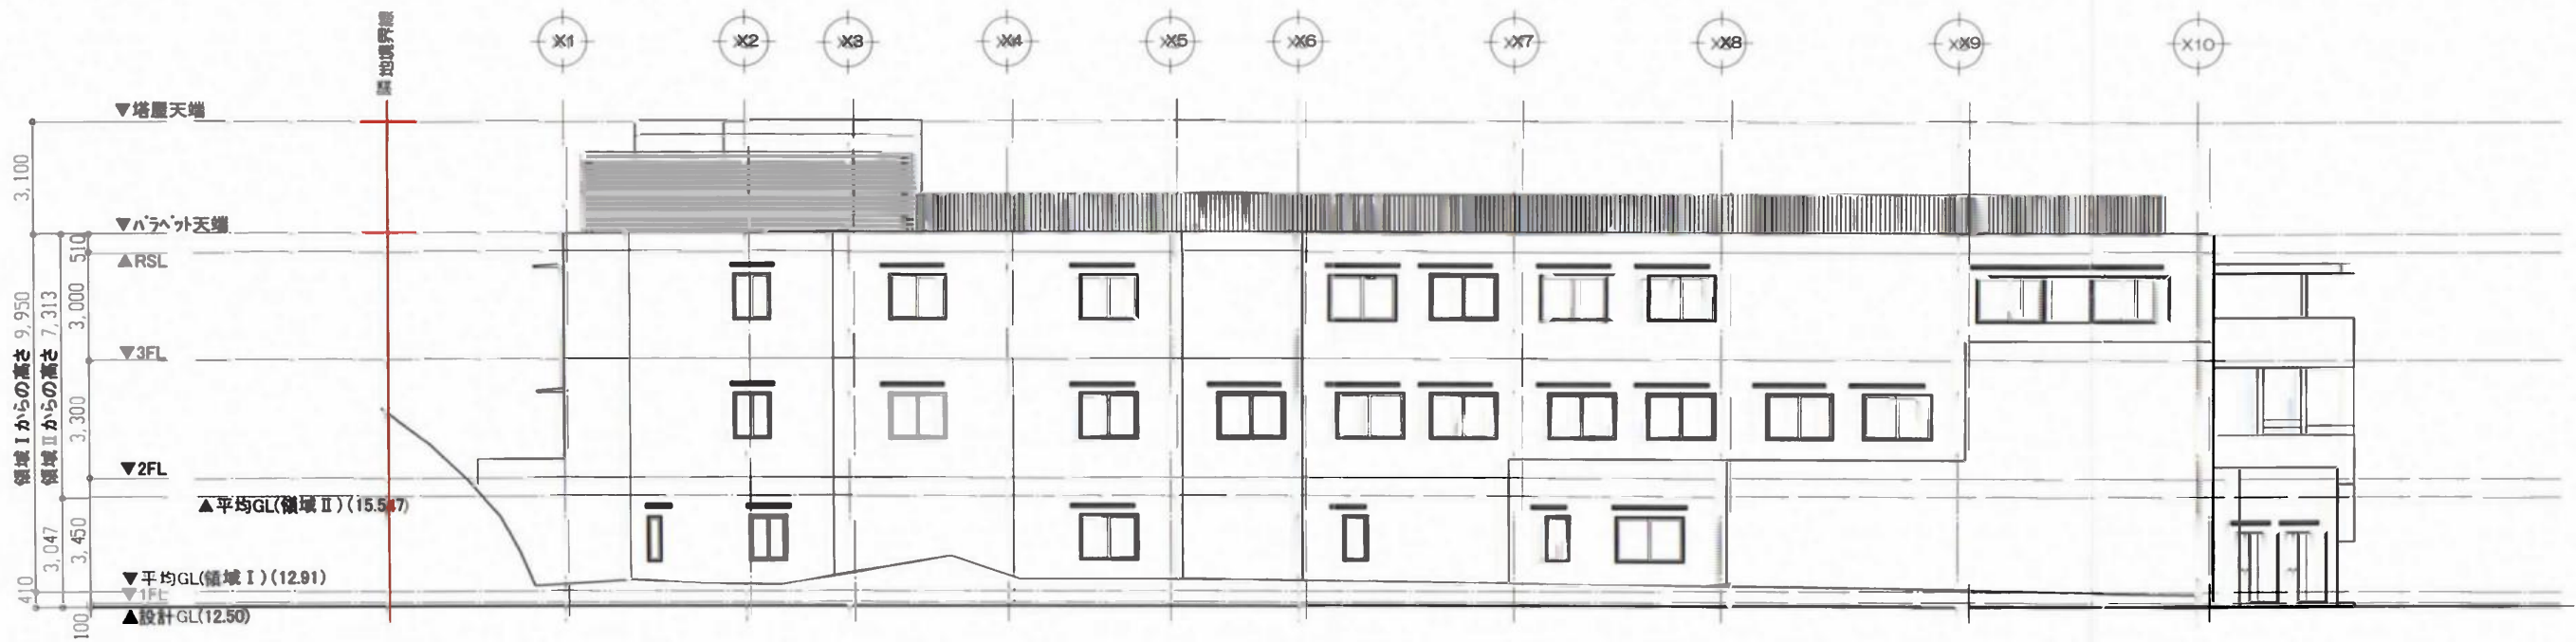 隣地境界線
X1
X2
X3
X4
X5
X6
X7
X8
X9
X10
▼塔屋天端
3,100
▼パラペット天端
510
▲RSL
3,000
▼3FL
領域Ⅰからの高さ 9,950
領域Ⅱからの高さ 7,313
3,300
▼2FL
▲平均GL(領域Ⅱ)(15.547)
3,047
3,450
▼平均GL(領域Ⅰ)(12.91)
410
▼1FL
▲設計GL(12.50)
100